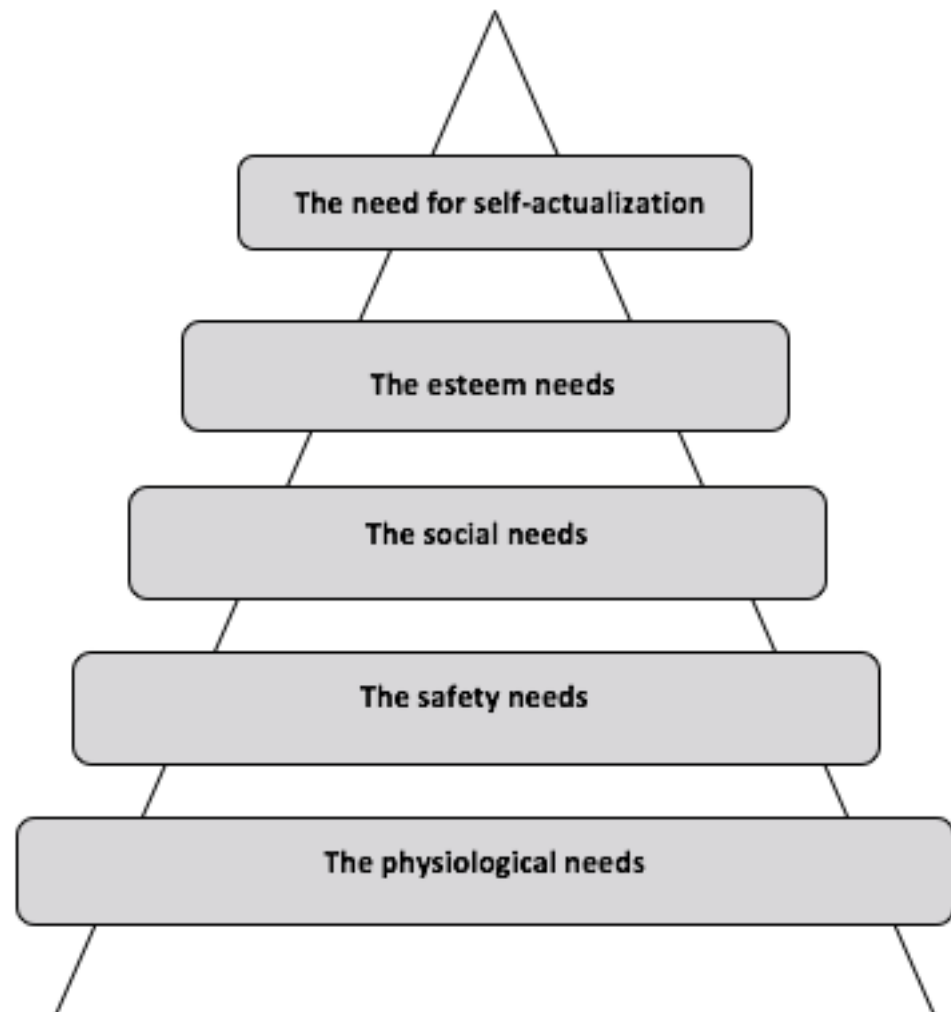 The need for self-actualization
The esteem needs
The social needs
The safety needs
The physiological needs